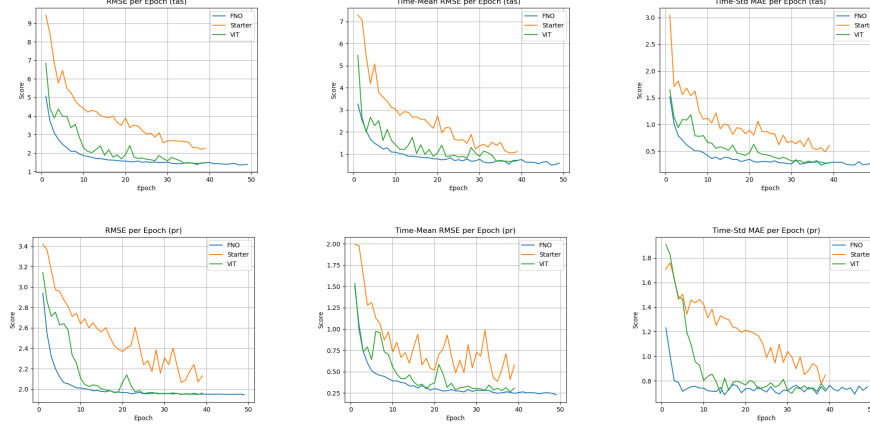 RMSE per Epoch (tas)
Time-Mean RMSE per Epoch (tas)
Time-Std MAE per Epoch (tas)
9
8
7
6
5
4
3
2
1
Score
FNO
Starter
ViT
0 10 20 30 40 50
Epoch
7
6
5
4
3
2
1
Score
FNO
Starter
ViT
0 10 20 30 40 50
Epoch
3.0
2.5
2.0
1.5
1.0
0.5
Score
FNO
Starter
ViT
0 10 20 30 40
Epoch
RMSE per Epoch (pr)
3.4
3.2
3.0
2.8
2.6
2.4
2.2
2.0
Score
FNO
Starter
ViT
0 10 20 30 40 50
Epoch
Time-Mean RMSE per Epoch (pr)
2.00
1.75
1.50
1.25
1.00
0.75
0.50
0.25
Score
FNO
Starter
ViT
0 10 20 30 40 50
Epoch
Time-Std MAE per Epoch (pr)
1.8
1.6
1.4
1.2
1.0
0.8
Score
FNO
Starter
ViT
0 10 20 30 40
Epoch